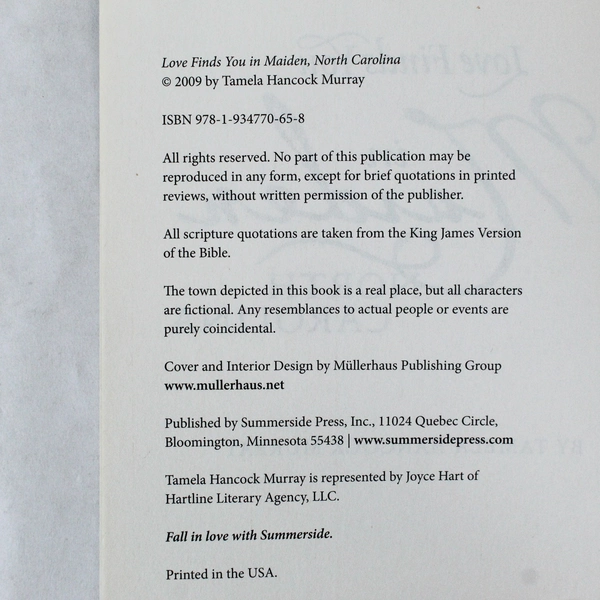 Love Finds You in Maiden, North Carolina
© 2009 by Tamela Hancock Murray
ISBN 978-1-934770-65-8
All rights reserved. No part of this publication may be
reproduced in any form, except for brief quotations in printed
reviews, without written permission of the publisher.
All scripture quotations are taken from the King James Version
of the Bible.
The town depicted in this book is a real place, but all characters
are fictional. Any resemblances to actual people or events are
purely coincidental.
Cover and Interior Design by Müllerhaus Publishing Group
www.mullerhaus.net
Published by Summerside Press, Inc., 11024 Quebec Circle,
Bloomington, Minnesota 55438 | www.summersidepress.com
Tamela Hancock Murray is represented by Joyce Hart of
Hartline Literary Agency, LLC.
Fall in love with Summerside.
Printed in the USA.